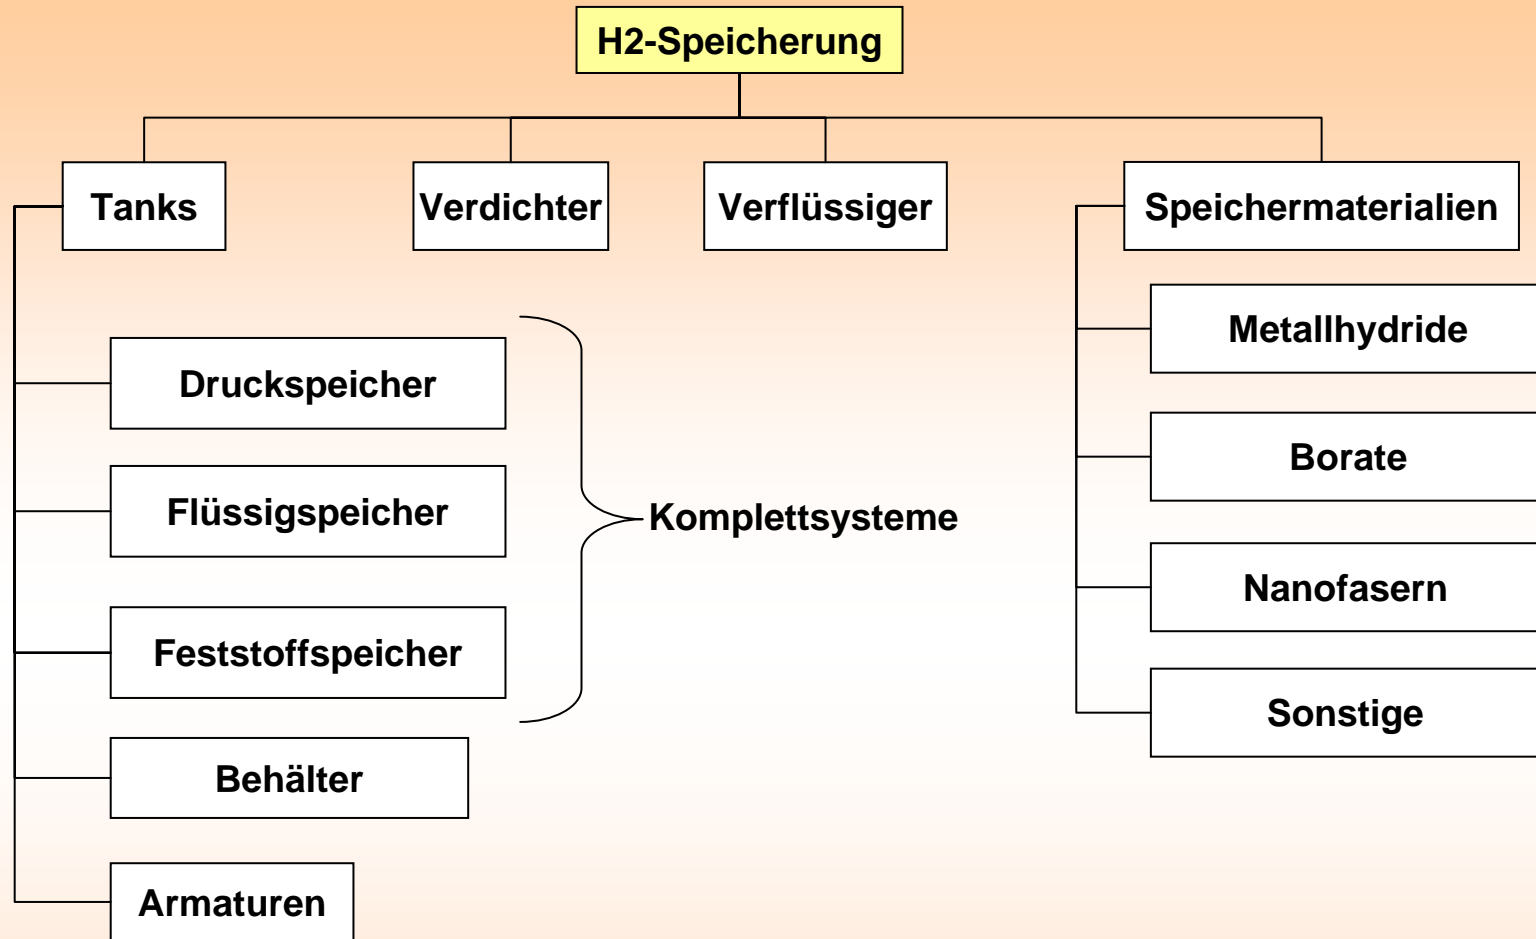 H2-Speicherung
Tanks
Verdichter
Verflüssiger
Speichermaterialien
Druckspeicher
Flüssigspeicher
Feststoffspeicher
Behälter
Armaturen
Komplettsysteme
Metallhydride
Borate
Nanofasern
Sonstige